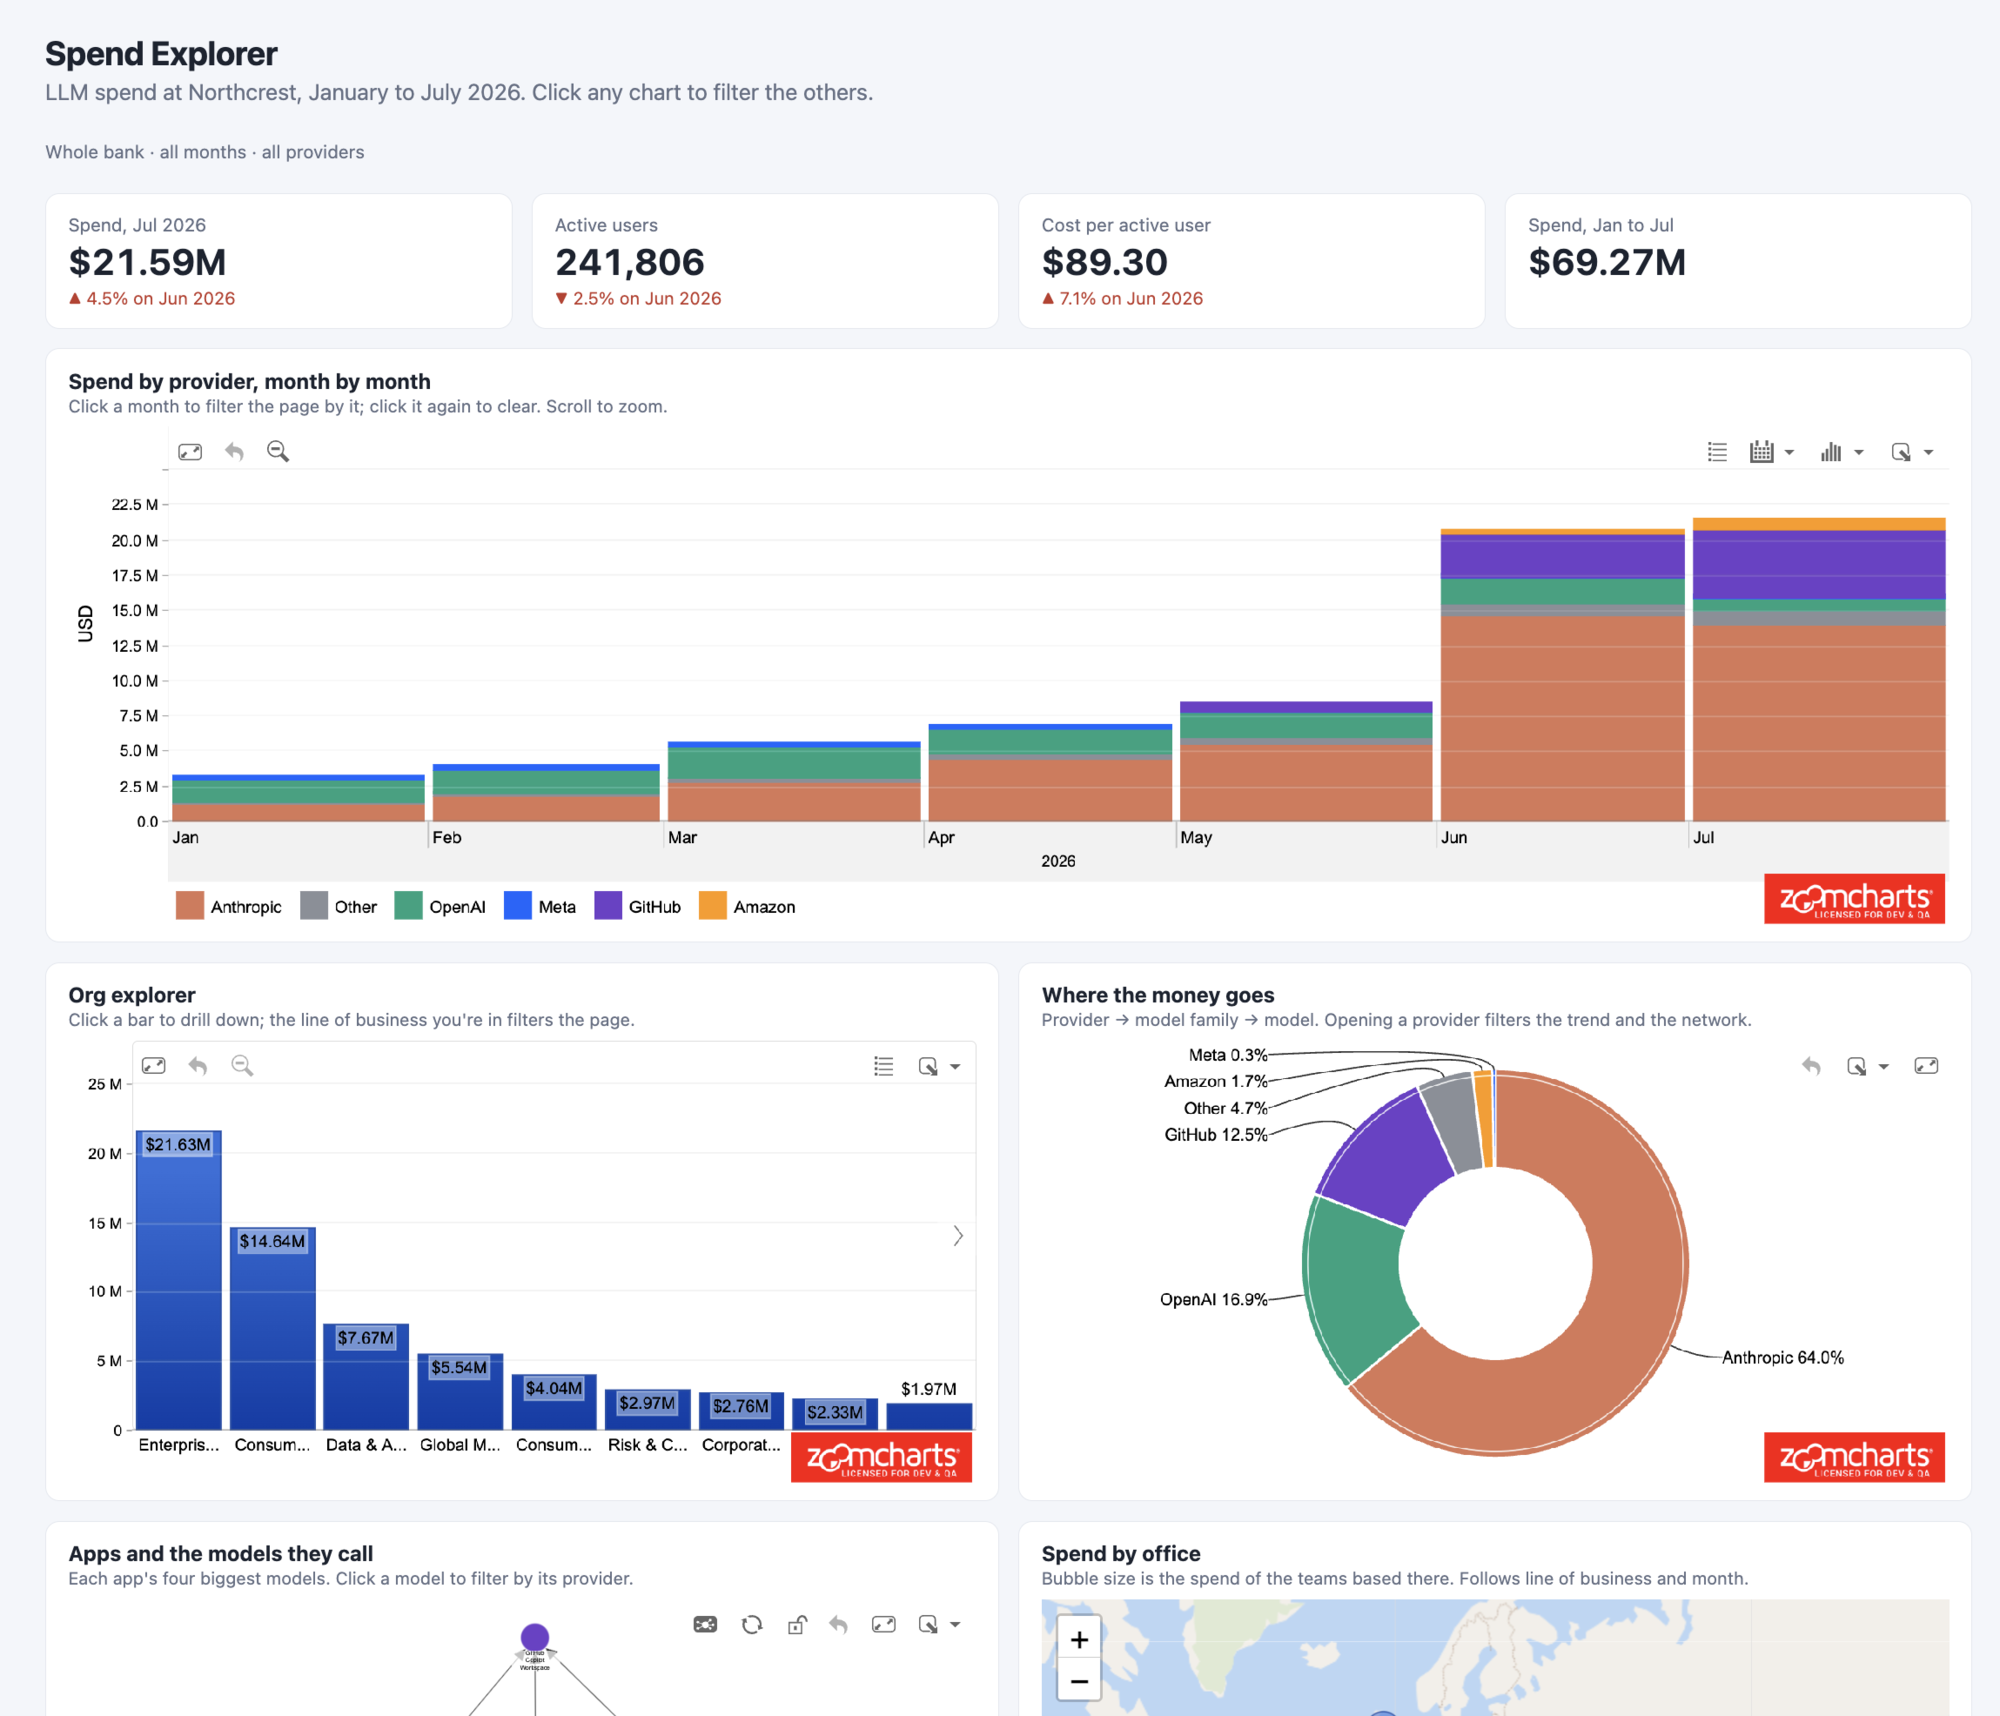 Spend Explorer
LLM spend at Northcrest, January to July 2026. Click any chart to filter the others.
Whole bank · all months · all providers
Spend, Jul 2026
$21.59M
▲ 4.5% on Jun 2026
Active users
241,806
▼ 2.5% on Jun 2026
Cost per active user
$89.30
▲ 7.1% on Jun 2026
Spend, Jan to Jul
$69.27M
Spend by provider, month by month
Click a month to filter the page by it; click it again to clear. Scroll to zoom.
USD
22.5 M
20.0 M
17.5 M
15.0 M
12.5 M
10.0 M
7.5 M
5.0 M
2.5 M
0.0
Jan Feb Mar Apr May Jun Jul
2026
Anthropic Other OpenAI Meta GitHub Amazon
zoomcharts
LICENSED FOR DEV & QA
Org explorer
Click a bar to drill down; the line of business you're in filters the page.
25 M
20 M
15 M
10 M
5 M
0
$21.63M
$14.64M
$7.67M
$5.54M
$4.04M
$2.97M
$2.76M
$2.33M
$1.97M
Enterpris... Consum... Data & A... Global M... Consum... Risk & C... Corporat...
zoomcharts
LICENSED FOR DEV & QA
Where the money goes
Provider → model family → model. Opening a provider filters the trend and the network.
Meta 0.3%
Amazon 1.7%
Other 4.7%
GitHub 12.5%
OpenAI 16.9%
Anthropic 64.0%
zoomcharts
LICENSED FOR DEV & QA
Apps and the models they call
Each app's four biggest models. Click a model to filter by its provider.
GitHub
Copilot
Workspace
Spend by office
Bubble size is the spend of the teams based there. Follows line of business and month.
+
−